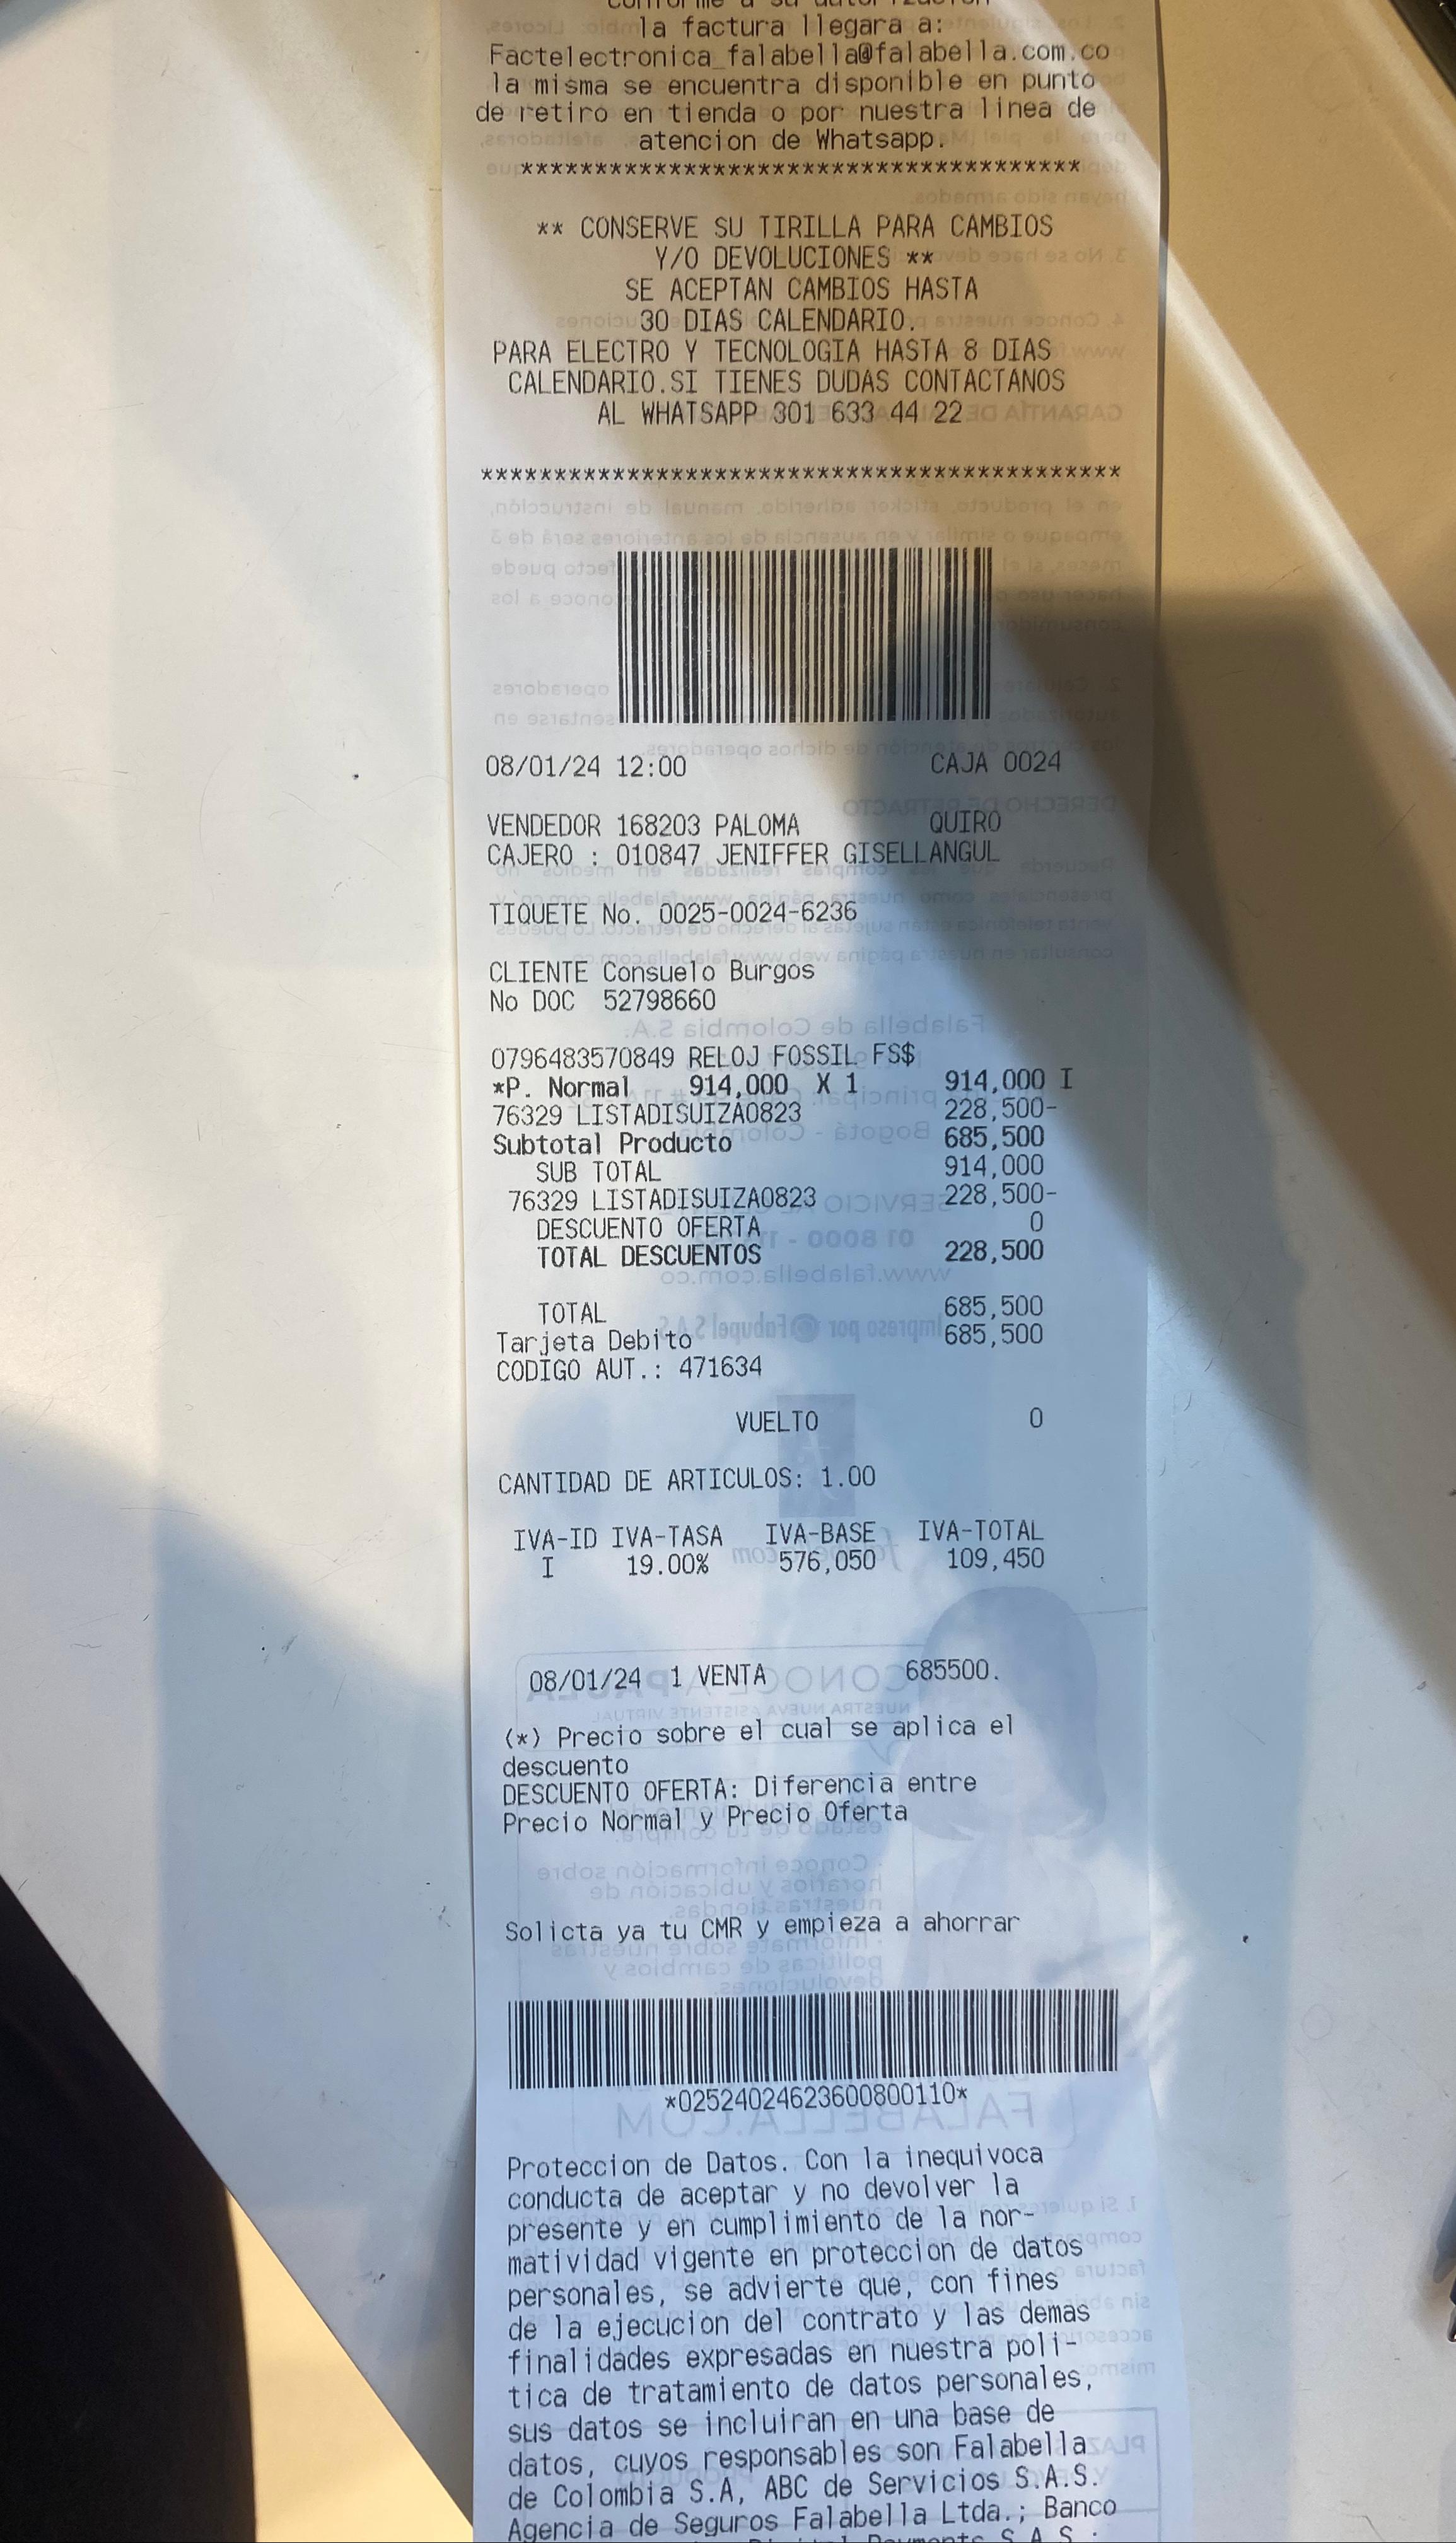 la factura llegara a:
Factelectronica_falabella@falabella.com.co
la misma se encuentra disponible en punto
de retiro en tienda o por nuestra linea de
atencion de Whatsapp.
***************************************
** CONSERVE SU TIRILLA PARA CAMBIOS
Y/O DEVOLUCIONES **
SE ACEPTAN CAMBIOS HASTA
30 DIAS CALENDARIO.
PARA ELECTRO Y TECNOLOGIA HASTA 8 DIAS
CALENDARIO.SI TIENES DUDAS CONTACTANOS
AL WHATSAPP 301 633 44 22
********************************************
08/01/24 12:00 CAJA 0024
VENDEDOR 168203 PALOMA QUIRO
CAJERO : 010847 JENIFFER GISELLANGUL
TIQUETE No. 0025-0024-6236
CLIENTE Consuelo Burgos
No DOC 52798660
0796483570849 RELOJ FOSSIL FS$
*P. Normal 914,000 X 1 914,000 I
76329 LISTADISUIZA0823 228,500-
Subtotal Producto 685,500
SUB TOTAL 914,000
76329 LISTADISUIZA0823 228,500-
DESCUENTO OFERTA 0
TOTAL DESCUENTOS 228,500
TOTAL 685,500
Tarjeta Debito 685,500
CODIGO AUT.: 471634
VUELTO 0
CANTIDAD DE ARTICULOS: 1.00
IVA-ID IVA-TASA IVA-BASE IVA-TOTAL
I 19.00% 576,050 109,450
08/01/24 1 VENTA 685500.
(*) Precio sobre el cual se aplica el
descuento
DESCUENTO OFERTA: Diferencia entre
Precio Normal y Precio Oferta
Solicta ya tu CMR y empieza a ahorrar
*02524024623600800110*
Proteccion de Datos. Con la inequivoca
conducta de aceptar y no devolver la
presente y en cumplimiento de la nor-
matividad vigente en proteccion de datos
personales, se advierte que, con fines
de la ejecucion del contrato y las demas
finalidades expresadas en nuestra poli-
tica de tratamiento de datos personales,
sus datos se incluiran en una base de
datos, cuyos responsables son Falabella
de Colombia S.A, ABC de Servicios S.A.S.
Agencia de Seguros Falabella Ltda.; Banco